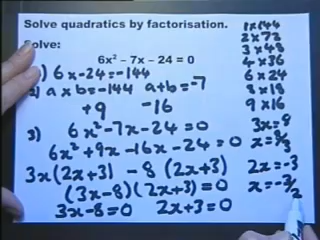 Solve quadratics by factorisation.
Solve:
6x² - 7x - 24 = 0
1) 6x-24=-144
2) a x b=-144 a+b=-7
+9 -16
3) 6x²-7x-24=0
6x²+9x-16x-24=0
3x(2x+3) -8(2x+3)
(3x-8)(2x+3)=0
3x-8=0 2x+3=0
1x144
2x72
3x48
4x36
6x24
8x18
9x16
3x=8
x=8/3
2x=-3
x=-3/2